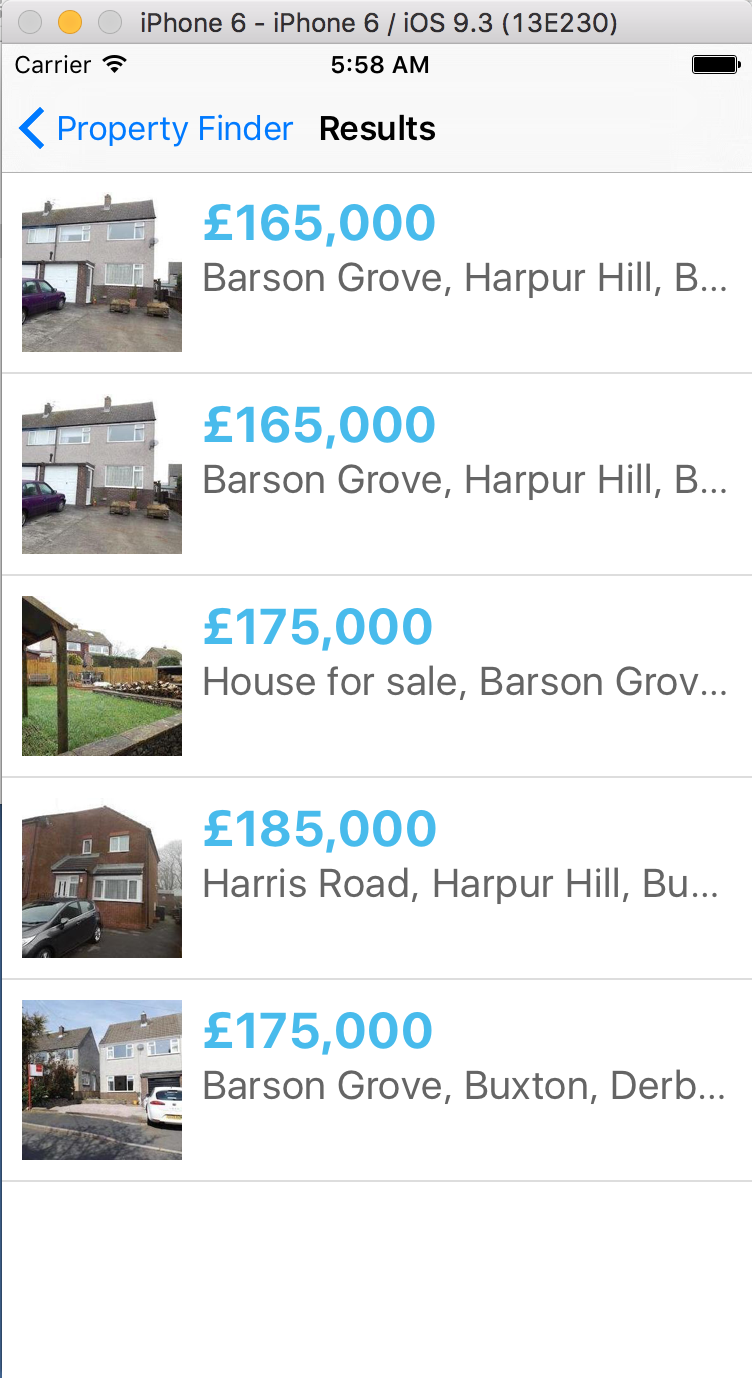 iPhone 6 - iPhone 6 / iOS 9.3 (13E230)
Carrier 5:58 AM
Property Finder Results
£165,000
Barson Grove, Harpur Hill, B...
£165,000
Barson Grove, Harpur Hill, B...
£175,000
House for sale, Barson Grov...
£185,000
Harris Road, Harpur Hill, Bu...
£175,000
Barson Grove, Buxton, Derb...